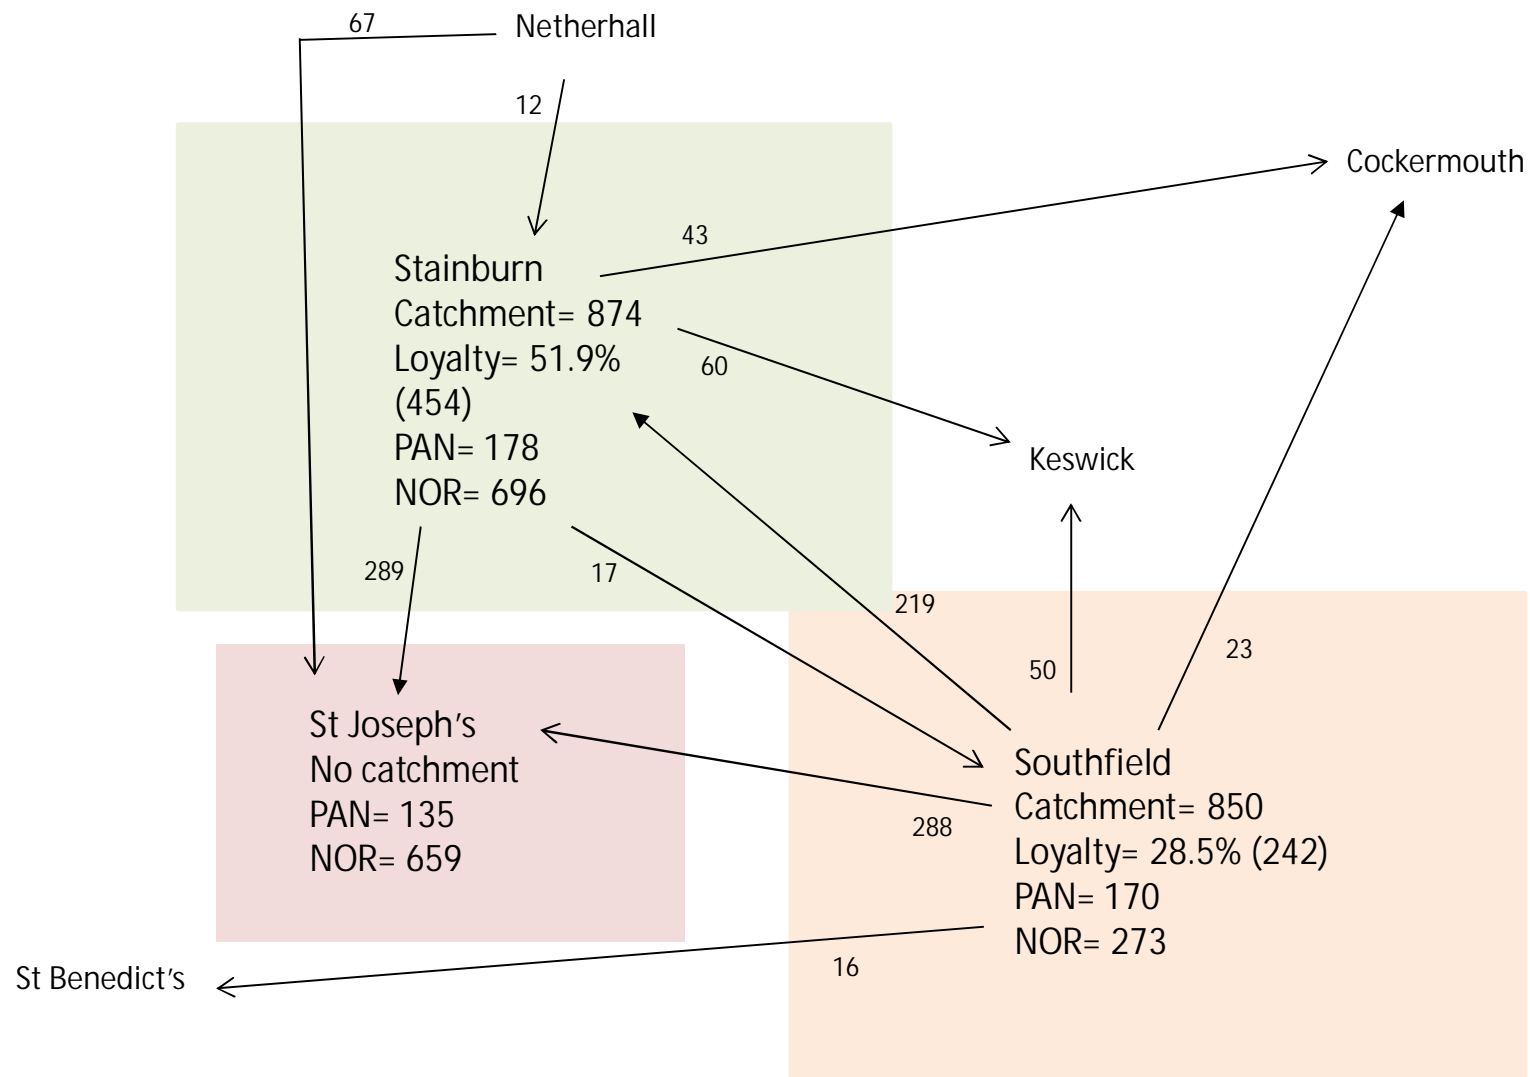 67
Netherhall
12
Cockermouth
43
Stainburn
Catchment= 874
Loyalty= 51.9%
(454)
PAN= 178
NOR= 696
60
Keswick
289
17
219
50
23
St Joseph's
No catchment
PAN= 135
NOR= 659
Southfield
Catchment= 850
Loyalty= 28.5% (242)
PAN= 170
NOR= 273
288
16
St Benedict's